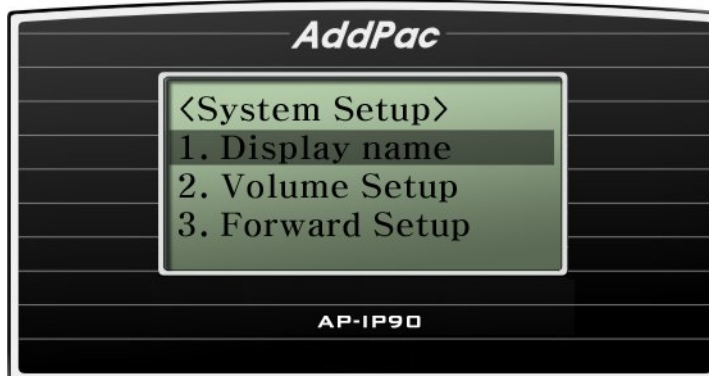 AddPac
<System Setup>
1. Display name
2. Volume Setup
3. Forward Setup
AP-IP90